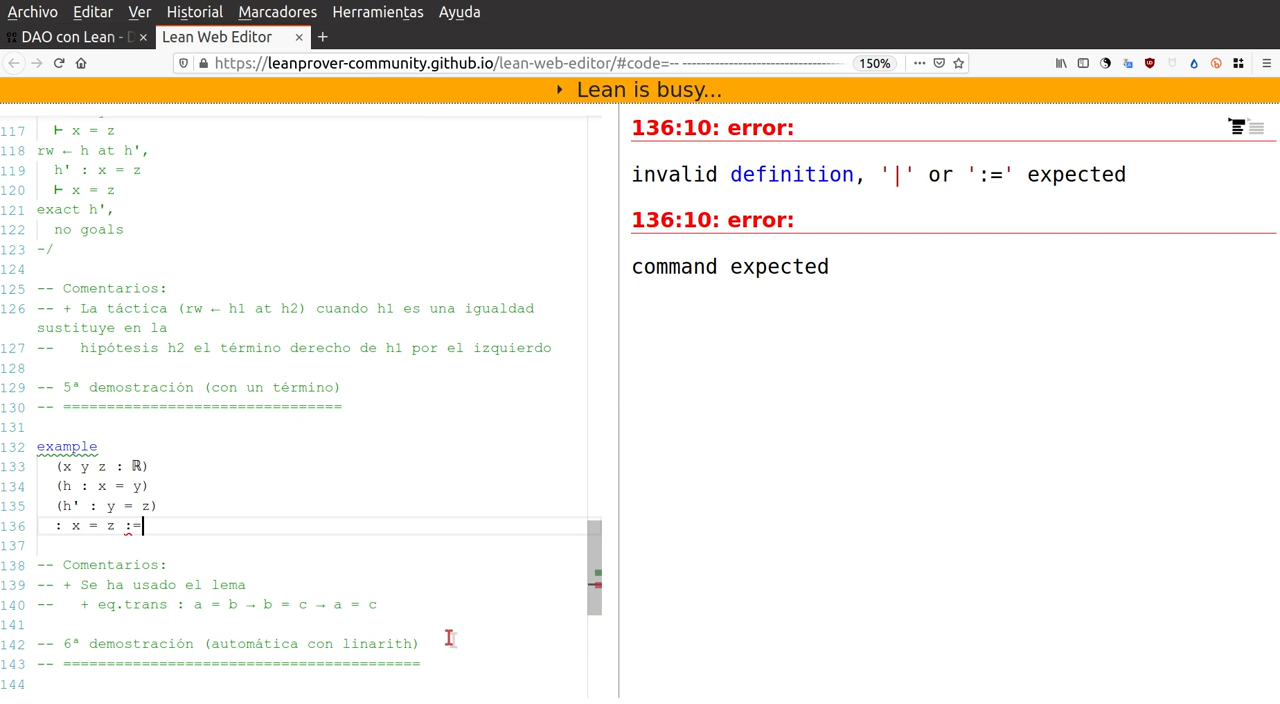 Archivo Editar Ver Historial Marcadores Herramientas Ayuda
DAO con Lean - D
Lean Web Editor
https://leanprover-community.github.io/lean-web-editor/#code=--
150%
Lean is busy...
117 ⊢ x = z
118 rw ← h at h',
119 h' : x = z
120 ⊢ x = z
121 exact h',
122 no goals
123 -/
124
125 -- Comentarios:
126 -- + La táctica (rw ← h1 at h2) cuando h1 es una igualdad
sustituye en la
127 -- hipótesis h2 el término derecho de h1 por el izquierdo
128
129 -- 5ª demostración (con un término)
130 -- ================================
131
132 example
133 (x y z : ℝ)
134 (h : x = y)
135 (h' : y = z)
136 : x = z :=
137
138 -- Comentarios:
139 -- + Se ha usado el lema
140 -- + eq.trans : a = b → b = c → a = c
141
142 -- 6ª demostración (automática con linarith)
143 -- =========================================
144
136:10: error:
invalid definition, '|' or ':=' expected
136:10: error:
command expected